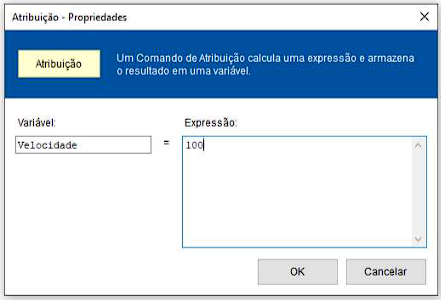 Atribuição - Propriedades
Atribuição
Um Comando de Atribuição calcula uma expressão e armazena
o resultado em uma variável.
Variável:
Expressão:
Velocidade
=
100
OK
Cancelar